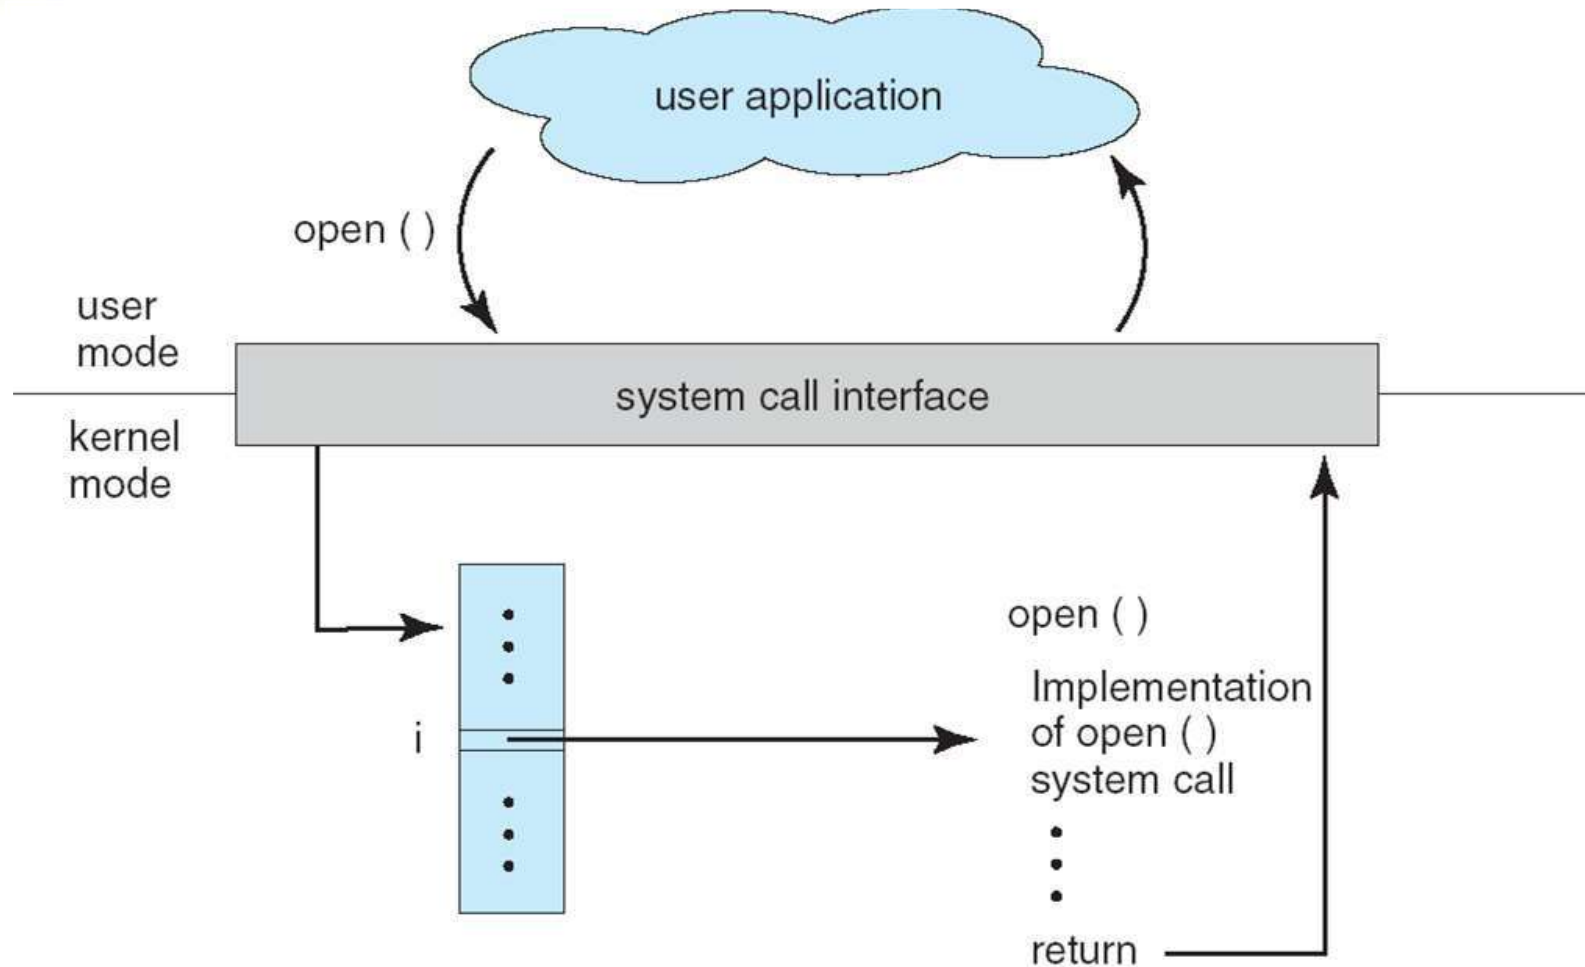 user application
open ( )
user
mode
system call interface
kernel
mode
open ( )
Implementation
of open ( )
system call
i
return